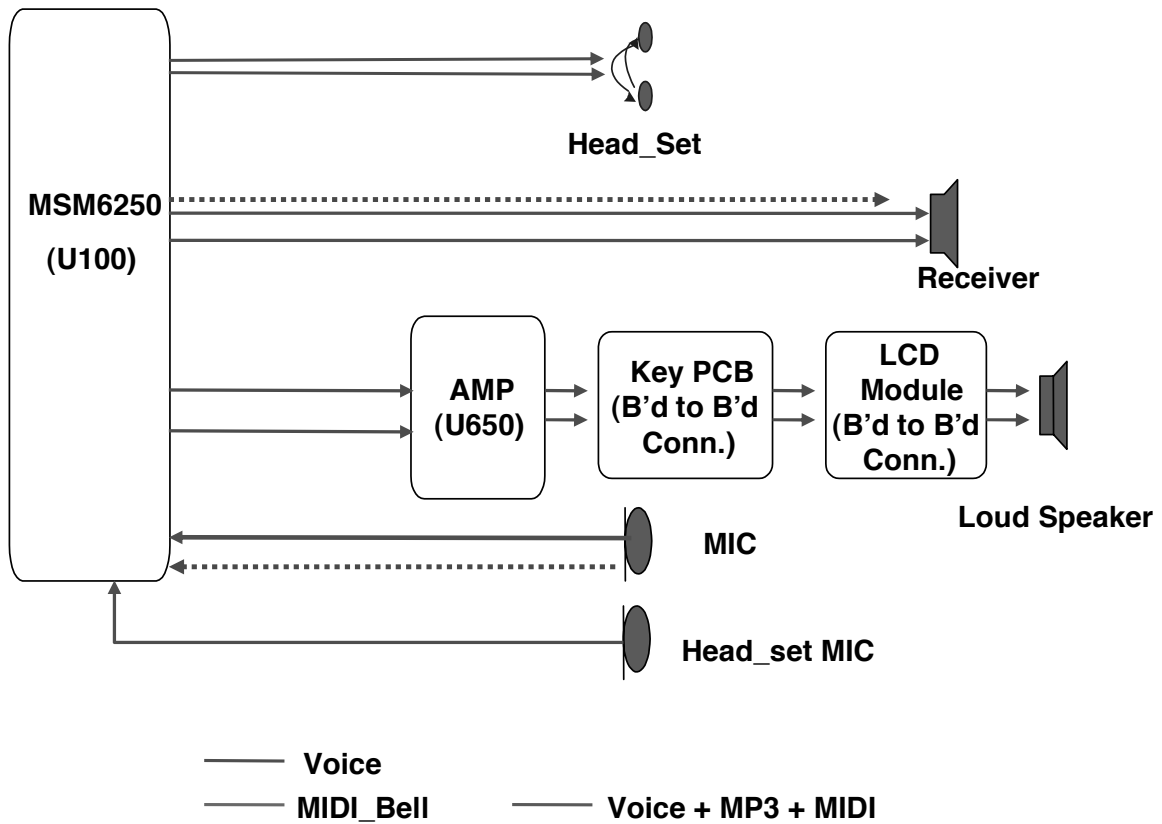 Head_Set
MSM6250
(U100)
Receiver
AMP
(U650)
Key PCB
(B’d to B’d
Conn.)
LCD
Module
(B’d to B’d
Conn.)
Loud Speaker
MIC
Head_set MIC
Voice
MIDI_Bell
Voice + MP3 + MIDI